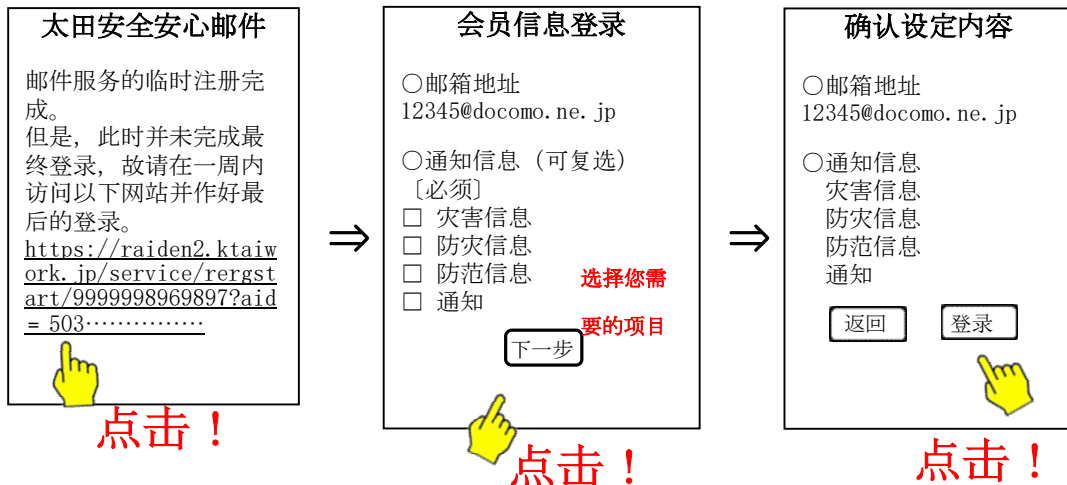 太田安全安心邮件
邮件服务的临时注册完
成。
但是，此时并未完成最
终登录，故请在一周内
访问以下网站并作好最
后的登录。
https://raiden2.ktaiw
ork.jp/service/rergst
art/9999998969897?aid
= 503……………
点击！
⇒
会员信息登录
○邮箱地址
12345@docomo.ne.jp
○通知信息（可复选）
〔必须〕
□ 灾害信息
□ 防灾信息
□ 防范信息
□ 通知
选择您需
要的项目
下一步
点击！
⇒
确认设定内容
○邮箱地址
12345@docomo.ne.jp
○通知信息
灾害信息
防灾信息
防范信息
通知
返回 登录
点击！